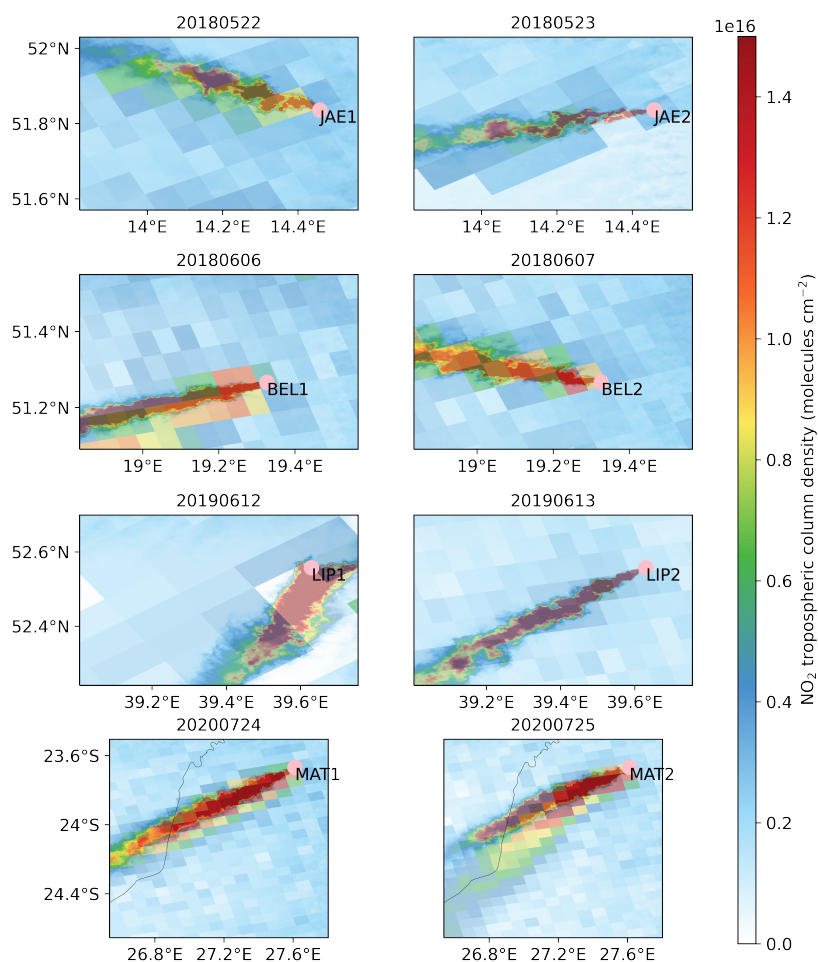 20180522
20180523
1e16
52°N
51.8°N
51.6°N
JAE1
JAE2
14°E 14.2°E 14.4°E
14°E 14.2°E 14.4°E
20180606
20180607
51.4°N
51.2°N
BEL1
BEL2
19°E 19.2°E 19.4°E
19°E 19.2°E 19.4°E
20190612
20190613
52.6°N
52.4°N
LIP1
LIP2
39.2°E 39.4°E 39.6°E
39.2°E 39.4°E 39.6°E
20200724
20200725
23.6°S
24°S
24.4°S
MAT1
MAT2
26.8°E 27.2°E 27.6°E
26.8°E 27.2°E 27.6°E
1.4
1.2
1.0
0.8
0.6
0.4
0.2
0.0
NO₂ tropospheric column density (molecules cm⁻²)